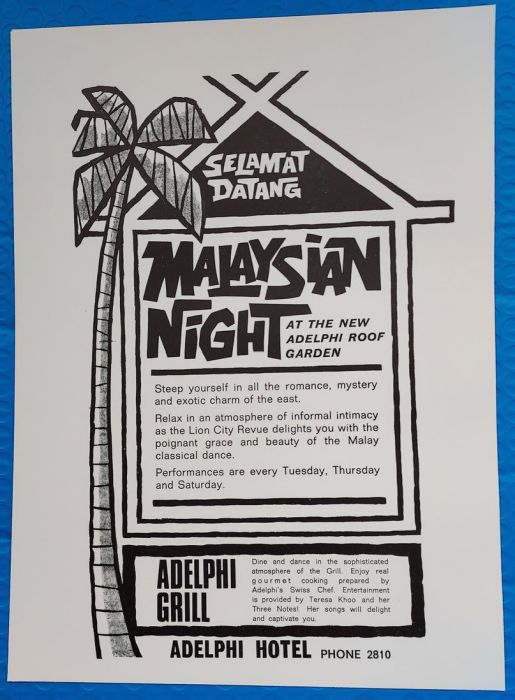 SELAMAT
DATANG
MALAYSiAN
NiGHT
AT THE NEW
ADELPHI ROOF
GARDEN
Steep yourself in all the romance, mystery
and exotic charm of the east.
Relax in an atmosphere of informal intimacy
as the Lion City Revue delights you with the
poignant grace and beauty of the Malay
classical dance.
Performances are every Tuesday, Thursday
and Saturday.
ADELPHI
GRILL
Dine and dance in the sophisticated
atmosphere of the Grill. Enjoy real
gourmet cooking prepared by
Adelphi's Swiss Chef. Entertainment
is provided by Teresa Khoo and her
Three Notes! Her songs will delight
and captivate you.
ADELPHI HOTEL PHONE 2810